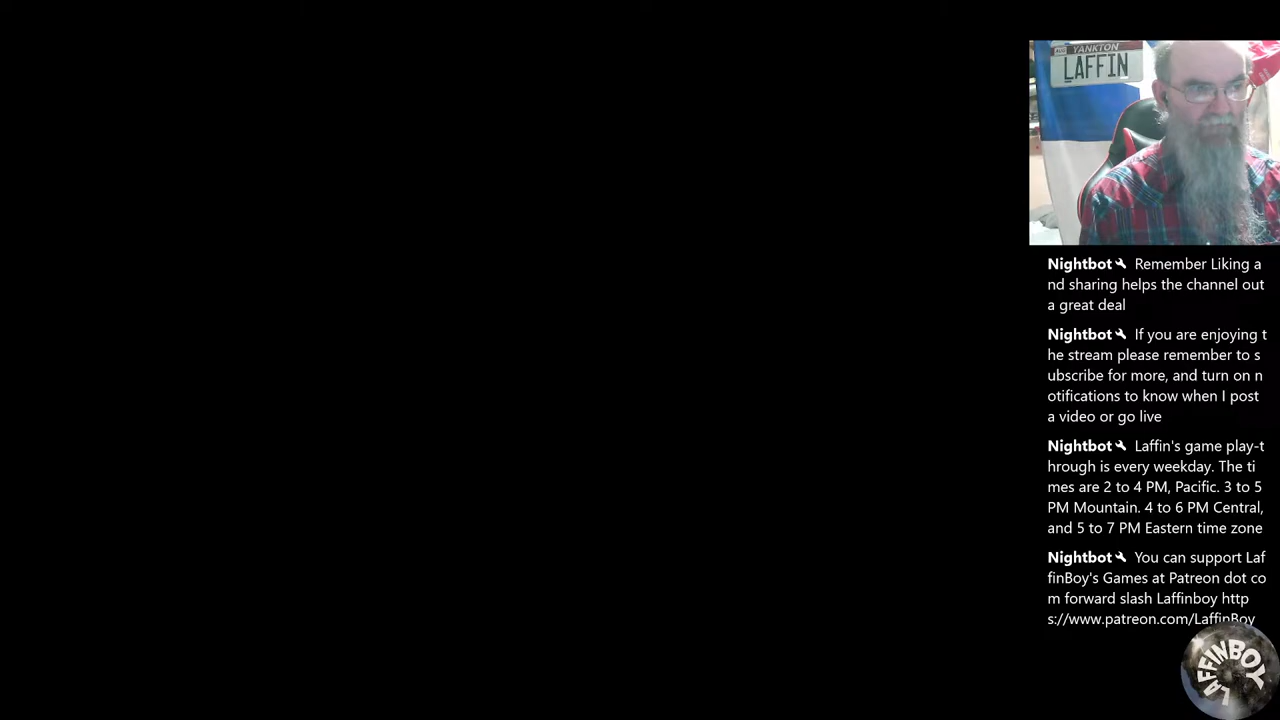 AUG YANKTON
LAFFIN
Nightbot Remember Liking a
nd sharing helps the channel out
a great deal
Nightbot If you are enjoying t
he stream please remember to s
ubscribe for more, and turn on n
otifications to know when I post
a video or go live
Nightbot Laffin's game play-t
hrough is every weekday. The ti
mes are 2 to 4 PM, Pacific. 3 to 5
PM Mountain. 4 to 6 PM Central,
and 5 to 7 PM Eastern time zone
Nightbot You can support Laf
finBoy's Games at Patreon dot co
m forward slash Laffinboy http
s://www.patreon.com/LaffinBoy
LAFFINBOY